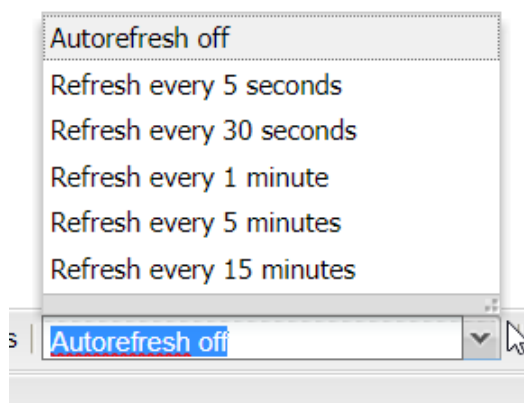 Autorefresh off
Refresh every 5 seconds
Refresh every 30 seconds
Refresh every 1 minute
Refresh every 5 minutes
Refresh every 15 minutes
s | Autorefresh off